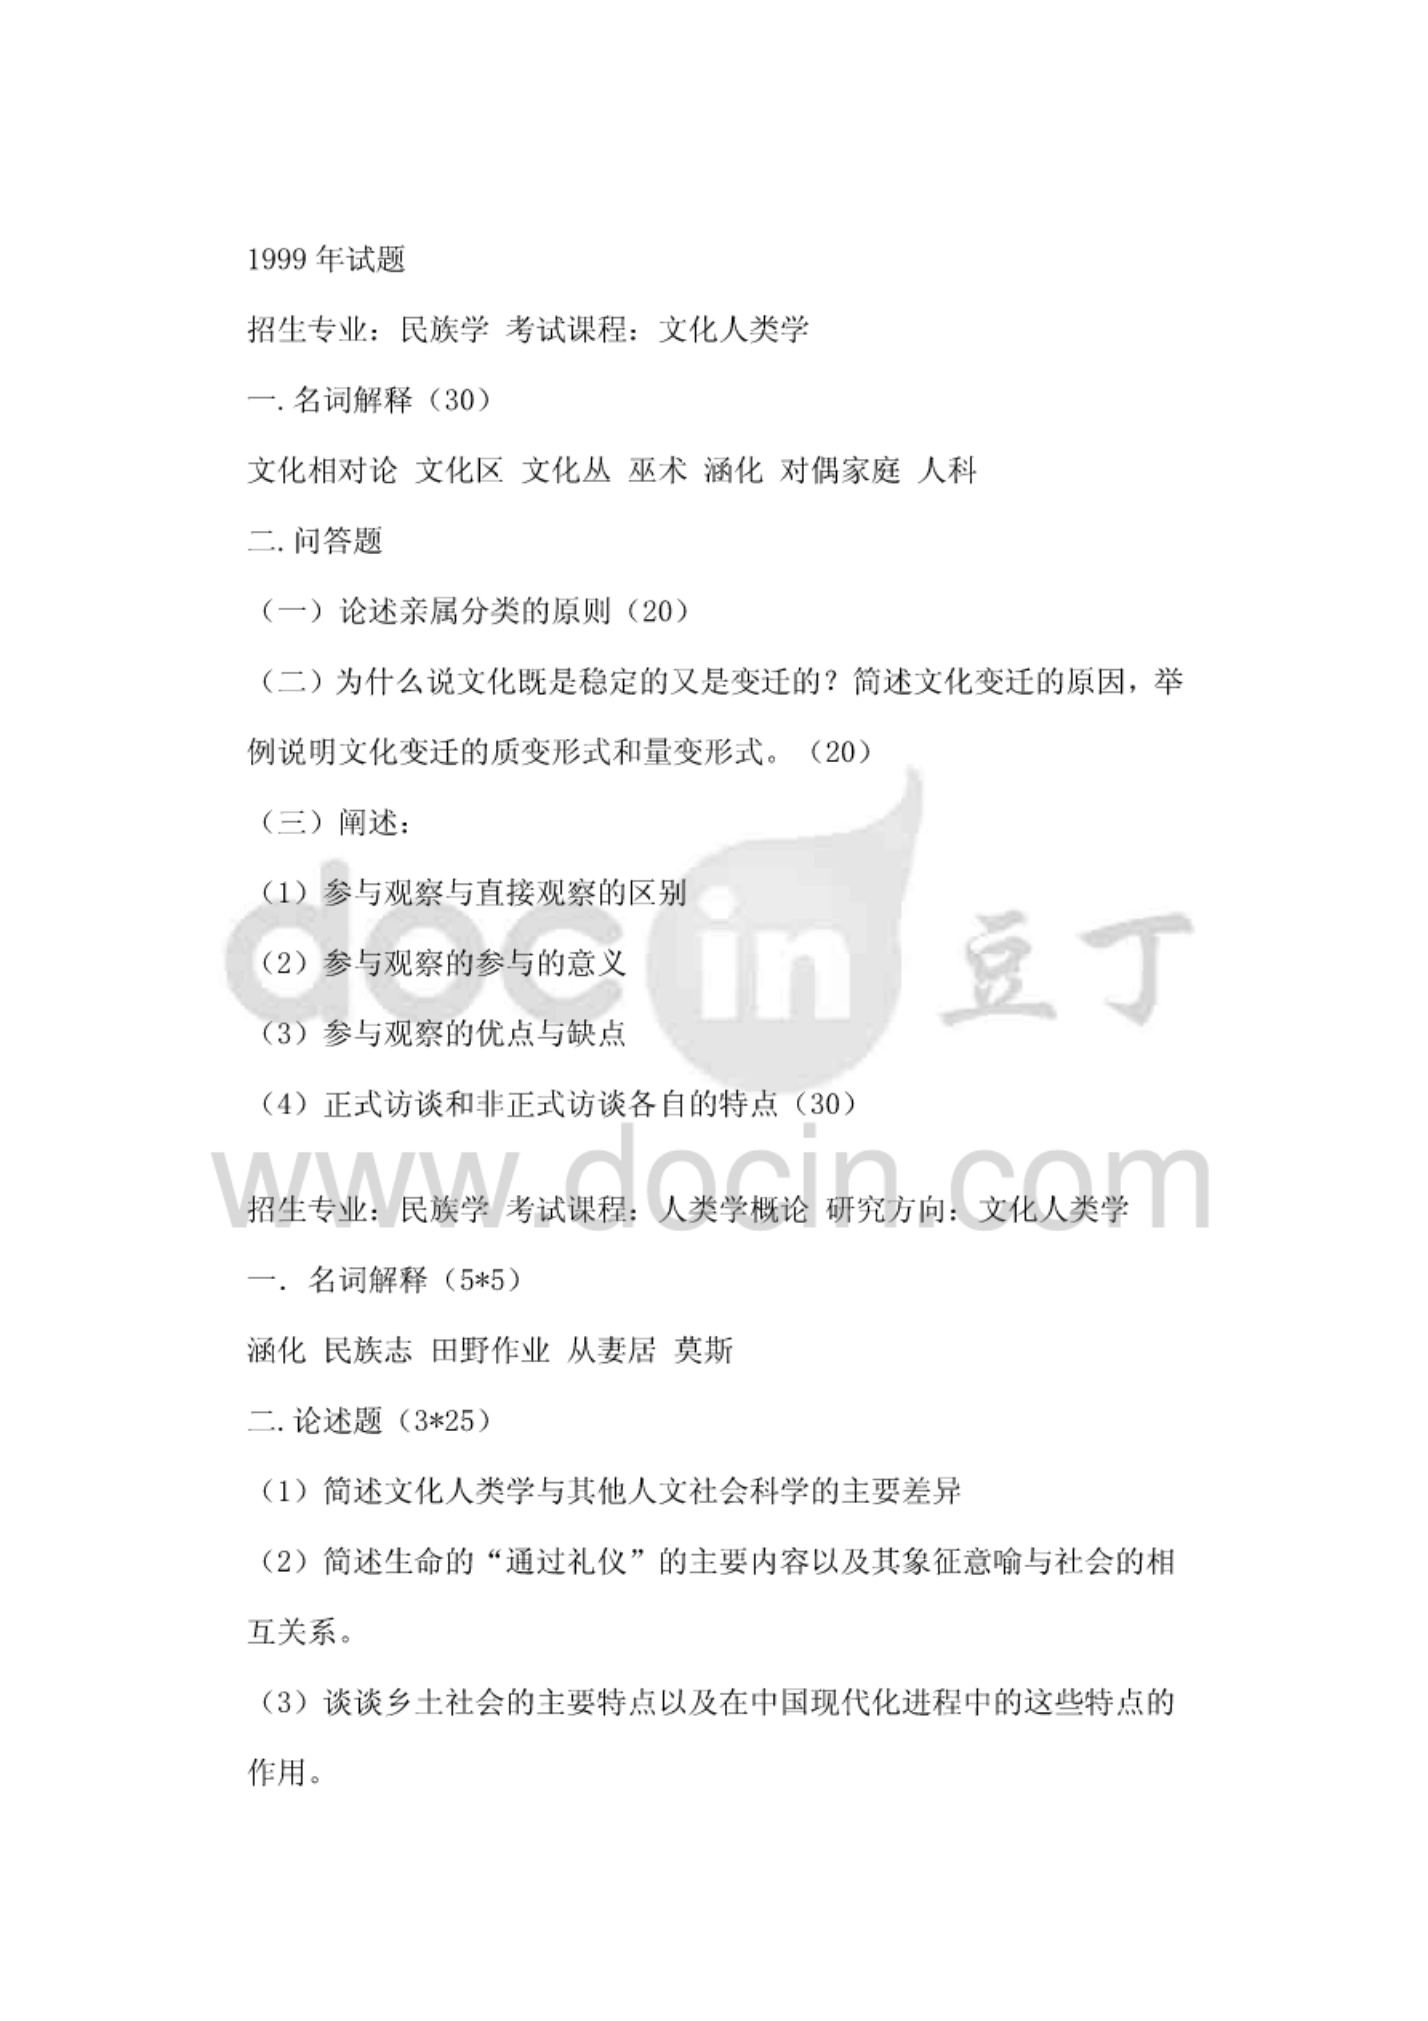 1999 年试题
招生专业：民族学 考试课程：文化人类学
一. 名词解释（30）
文化相对论 文化区 文化丛 巫术 涵化 对偶家庭 人科
二. 问答题
（一）论述亲属分类的原则（20）
（二）为什么说文化既是稳定的又是变迁的？简述文化变迁的原因，举
例说明文化变迁的质变形式和量变形式。（20）
（三）阐述：
（1）参与观察与直接观察的区别
docin 豆丁
（2）参与观察的参与的意义
（3）参与观察的优点与缺点
（4）正式访谈和非正式访谈各自的特点（30）
www.docin.com
招生专业：民族学 考试课程：人类学概论 研究方向：文化人类学
一．名词解释（5*5）
涵化 民族志 田野作业 从妻居 莫斯
二. 论述题（3*25）
（1）简述文化人类学与其他人文社会科学的主要差异
（2）简述生命的“通过礼仪”的主要内容以及其象征意喻与社会的相
互关系。
（3）谈谈乡土社会的主要特点以及在中国现代化进程中的这些特点的
作用。